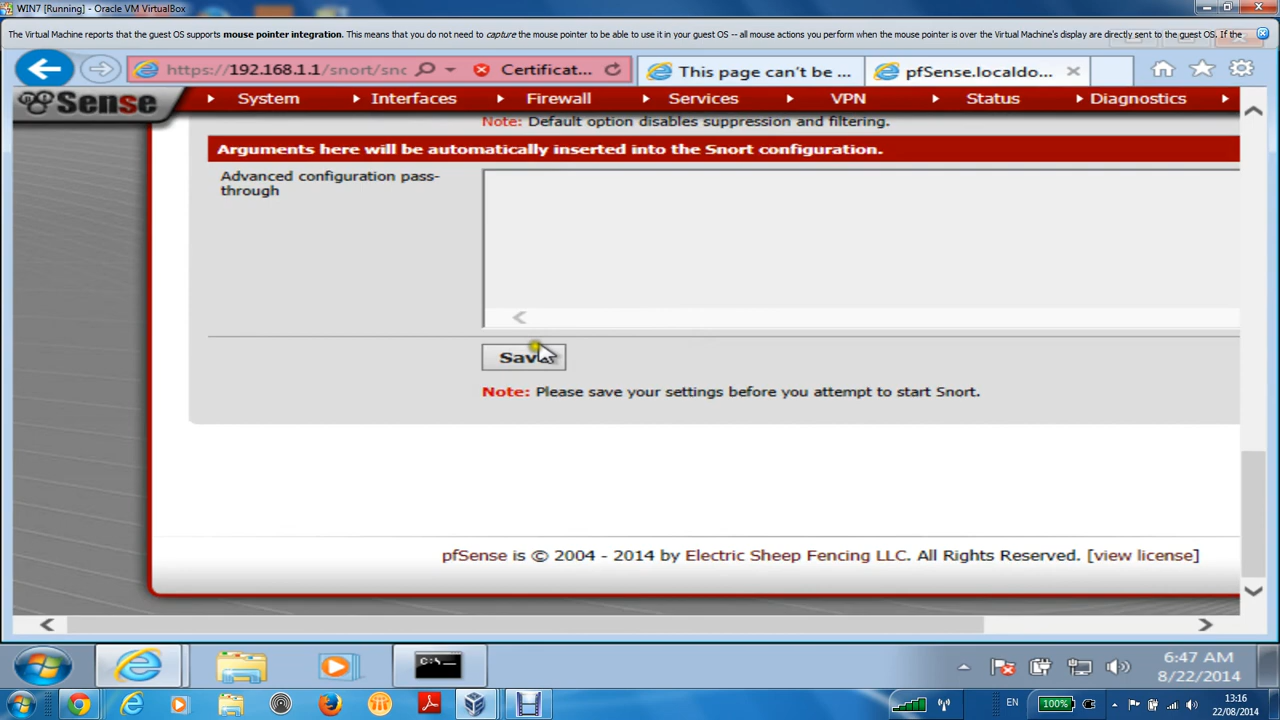 WIN7 [Running] - Oracle VM VirtualBox
The Virtual Machine reports that the guest OS supports mouse pointer integration. This means that you do not need to capture the mouse pointer to be able to use it in your guest OS -- all mouse actions you perform when the mouse pointer is over the Virtual Machine's display are directly sent to the guest OS. If the
https://192.168.1.1/snort/snc
Certificat...
This page can't be ...
pfSense.localdo...
Sense
System
Interfaces
Firewall
Services
VPN
Status
Diagnostics
Note: Default option disables suppression and filtering.
Arguments here will be automatically inserted into the Snort configuration.
Advanced configuration pass-
through
Save
Note: Please save your settings before you attempt to start Snort.
pfSense is © 2004 - 2014 by Electric Sheep Fencing LLC. All Rights Reserved. [view license]
C:\
6:47 AM
8/22/2014
EN
100%
13:16
22/08/2014